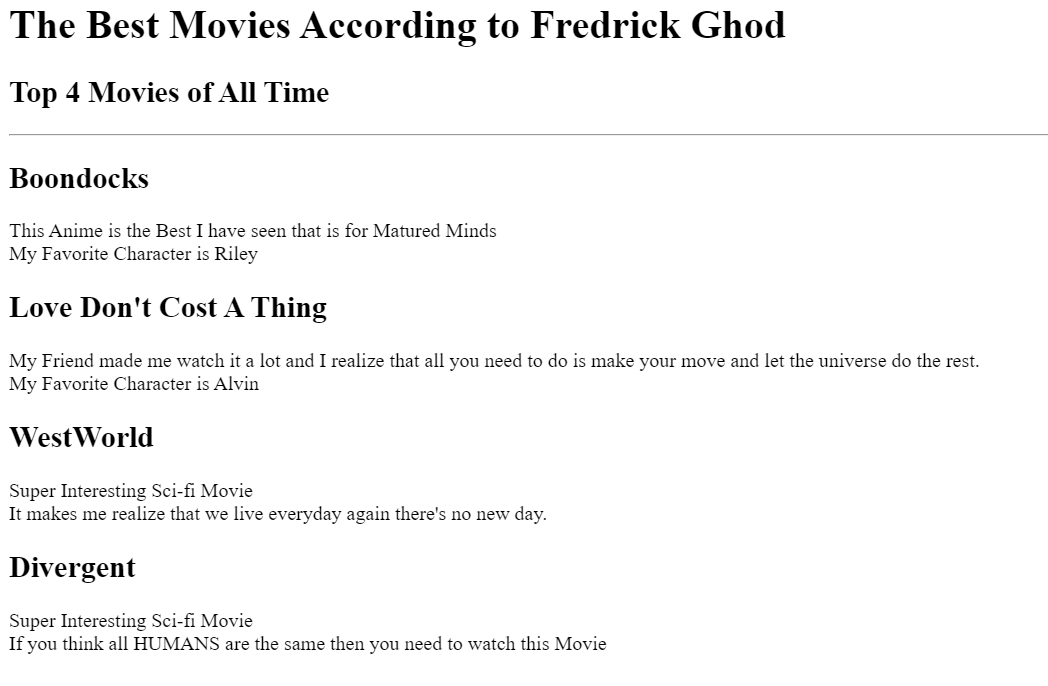 The Best Movies According to Fredrick Ghod
Top 4 Movies of All Time
Boondocks
This Anime is the Best I have seen that is for Matured Minds
My Favorite Character is Riley
Love Don't Cost A Thing
My Friend made me watch it a lot and I realize that all you need to do is make your move and let the universe do the rest.
My Favorite Character is Alvin
WestWorld
Super Interesting Sci-fi Movie
It makes me realize that we live everyday again there's no new day.
Divergent
Super Interesting Sci-fi Movie
If you think all HUMANS are the same then you need to watch this Movie